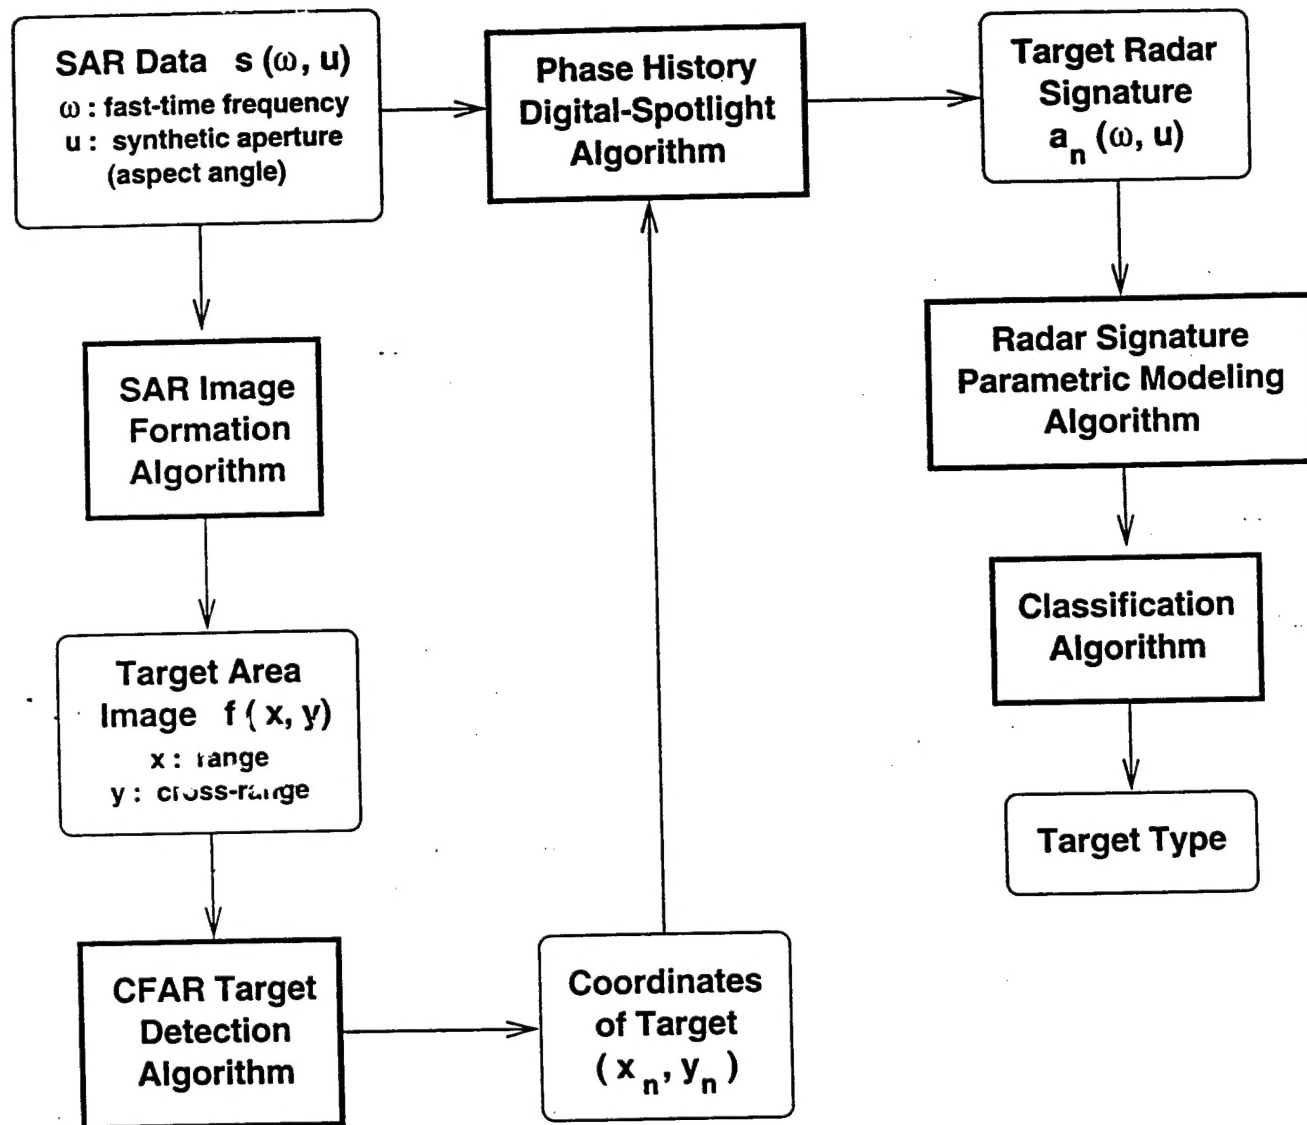 SAR Data s (ω, u)
ω : fast-time frequency
u : synthetic aperture
(aspect angle)
Phase History
Digital-Spotlight
Algorithm
Target Radar
Signature
a_n (ω, u)
SAR Image
Formation
Algorithm
Radar Signature
Parametric Modeling
Algorithm
Target Area
Image f ( x, y)
x : range
y : cross-range
Classification
Algorithm
Target Type
CFAR Target
Detection
Algorithm
Coordinates
of Target
( x_n, y_n )